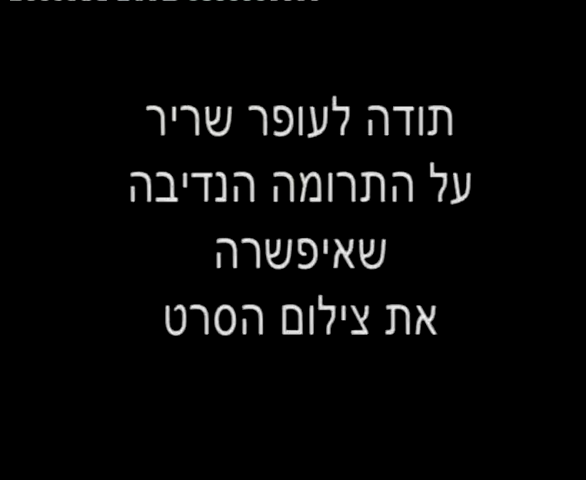 תודה לעופר שריר
על התרומה הנדיבה
שאיפשרה
את צילום הסרט